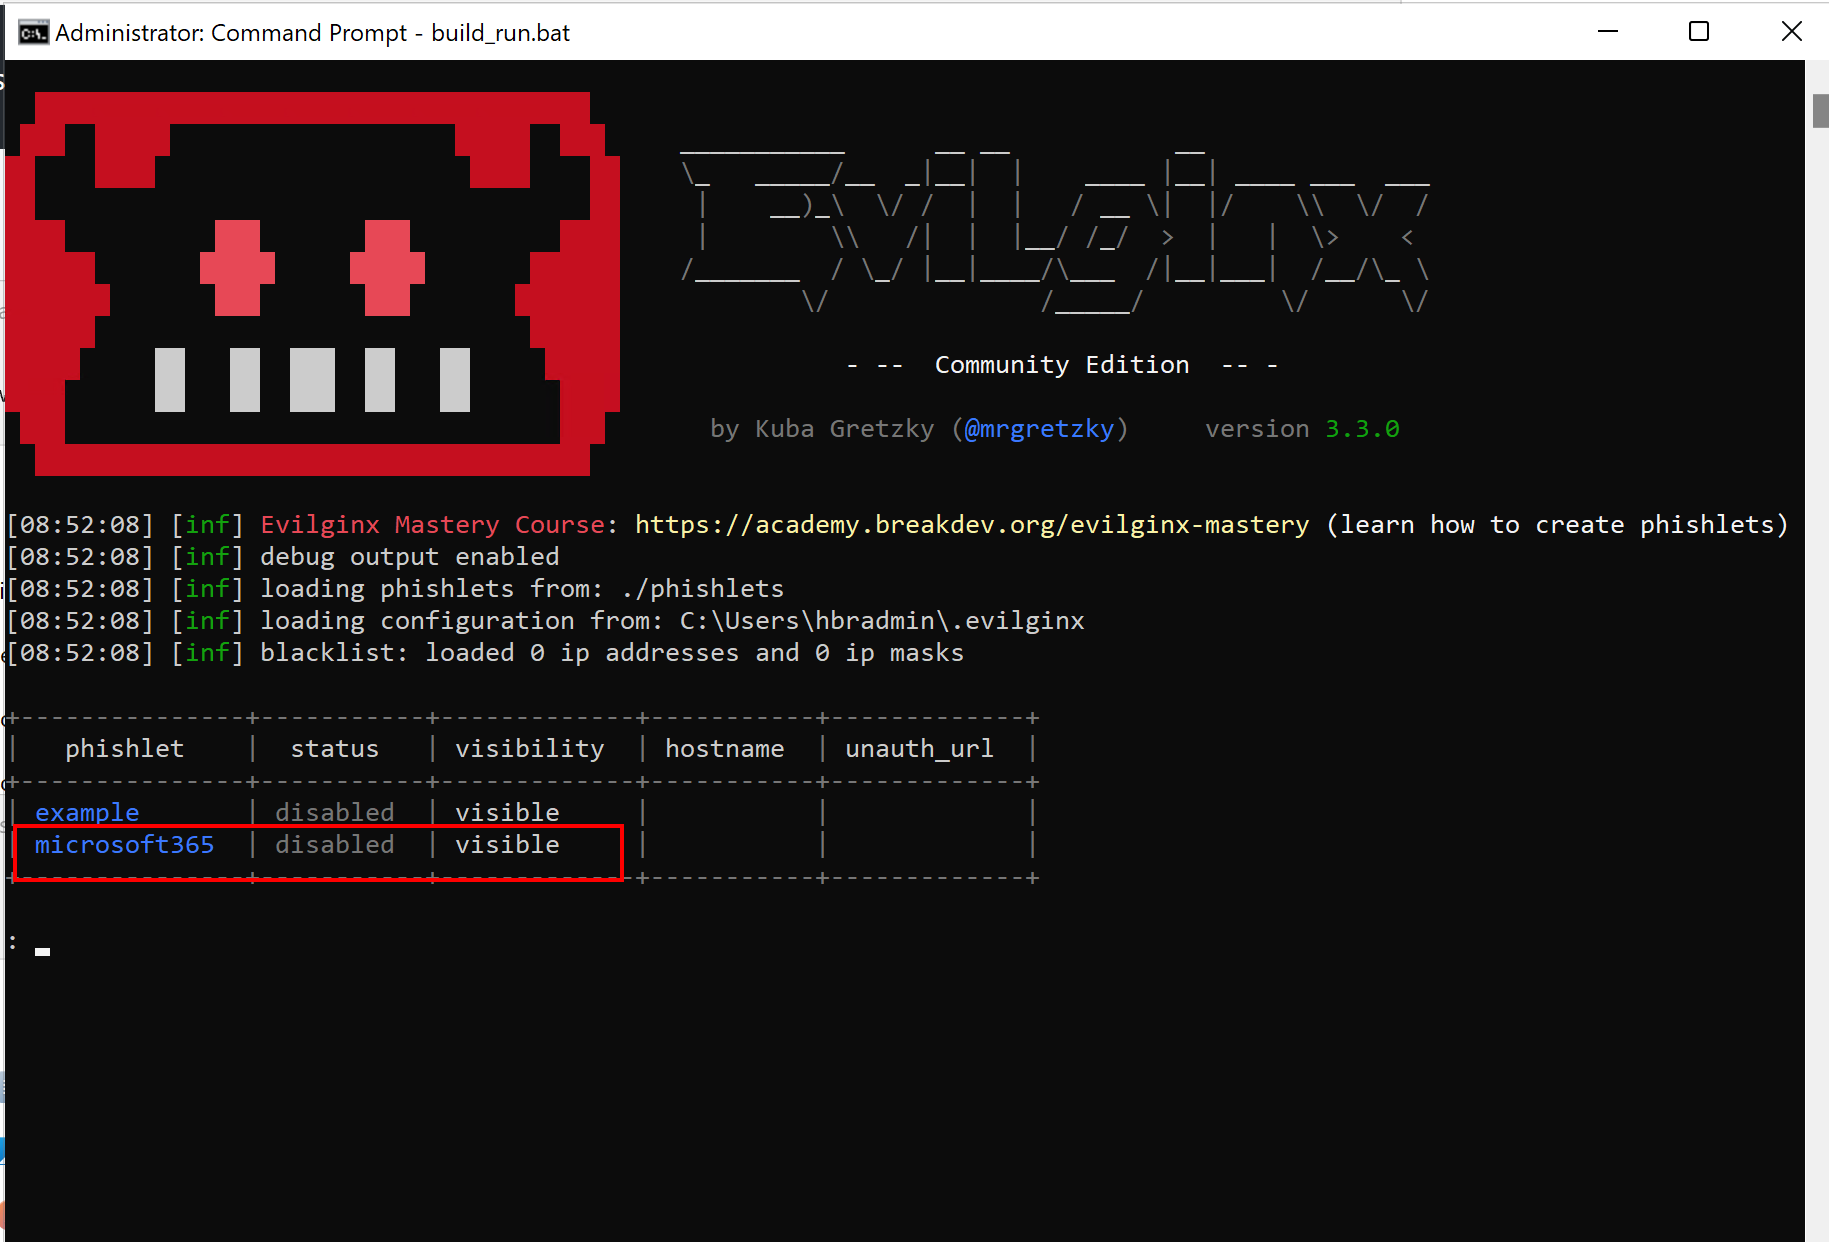 Administrator: Command Prompt - build_run.bat
Evilginx
- -- Community Edition -- -
by Kuba Gretzky (@mrgretzky) version 3.3.0
[08:52:08] [inf] Evilginx Mastery Course: https://academy.breakdev.org/evilginx-mastery (learn how to create phishlets)
[08:52:08] [inf] debug output enabled
[08:52:08] [inf] loading phishlets from: ./phishlets
[08:52:08] [inf] loading configuration from: C:\Users\hbradmin\.evilginx
[08:52:08] [inf] blacklist: loaded 0 ip addresses and 0 ip masks
+---------------+-----------+-------------+-----------+-------------+
| phishlet | status | visibility | hostname | unauth_url |
+---------------+-----------+-------------+-----------+-------------+
| example | disabled | visible | | |
| microsoft365 | disabled | visible | | |
+---------------+-----------+-------------+-----------+-------------+
: